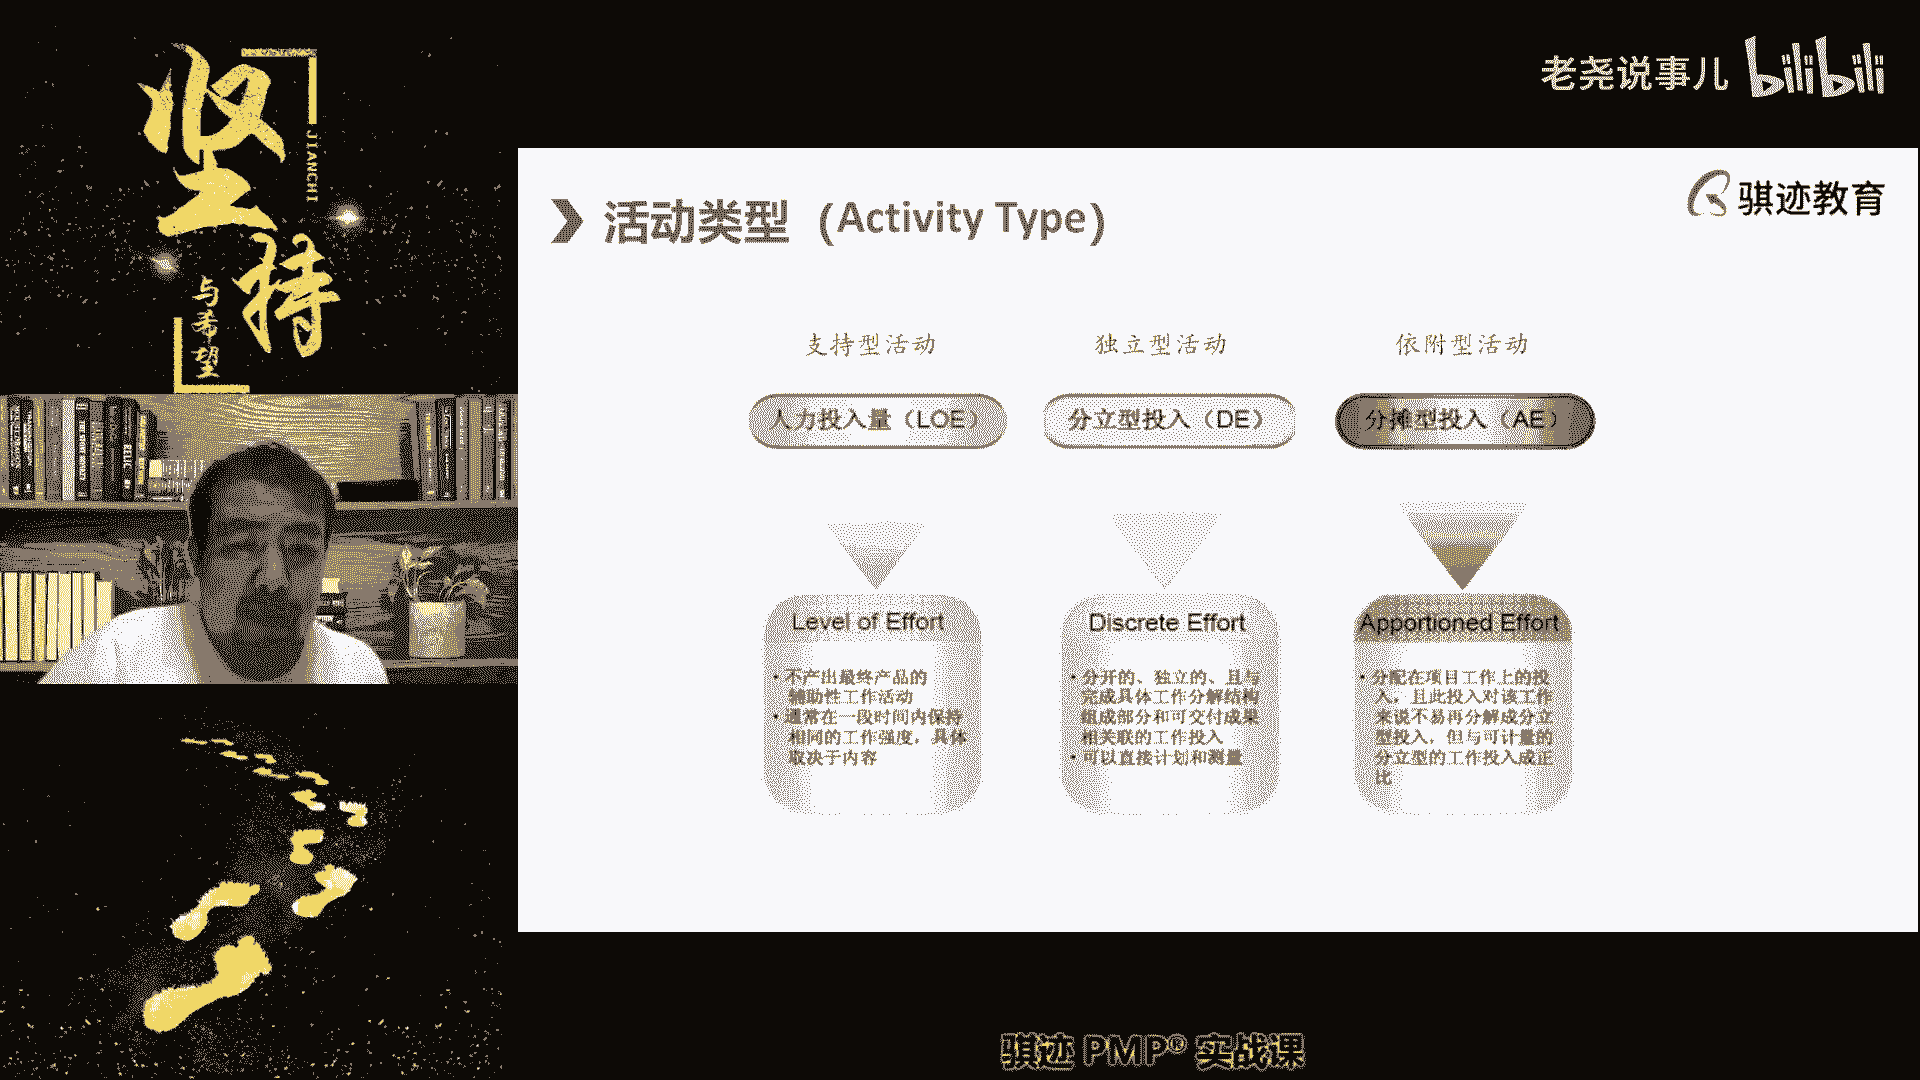 坚持
JIANCHI
与希望
老尧说事儿 bilibili
骐迹教育
活动类型（Activity Type）
支持型活动
独立型活动
依附型活动
人力投入量（LOE）
分立型投入（DE）
分摊型投入（AE）
Level of Effort
• 不产出最终产品的
辅助性工作活动
• 通常在一段时间内保持
相同的工作强度，具体
取决于内容
Discrete Effort
• 分开的、独立的、且与
完成具体工作分解结构
组成部分和可交付成果
相关联的工作投入
• 可以直接计划和测量
Apportioned Effort
• 分配在项目工作上的投
入，且此投入对该工作
来说不易再分解成分立
型投入，但与可计量的
分立型的工作投入成正
比
骐迹 PMP® 实战课